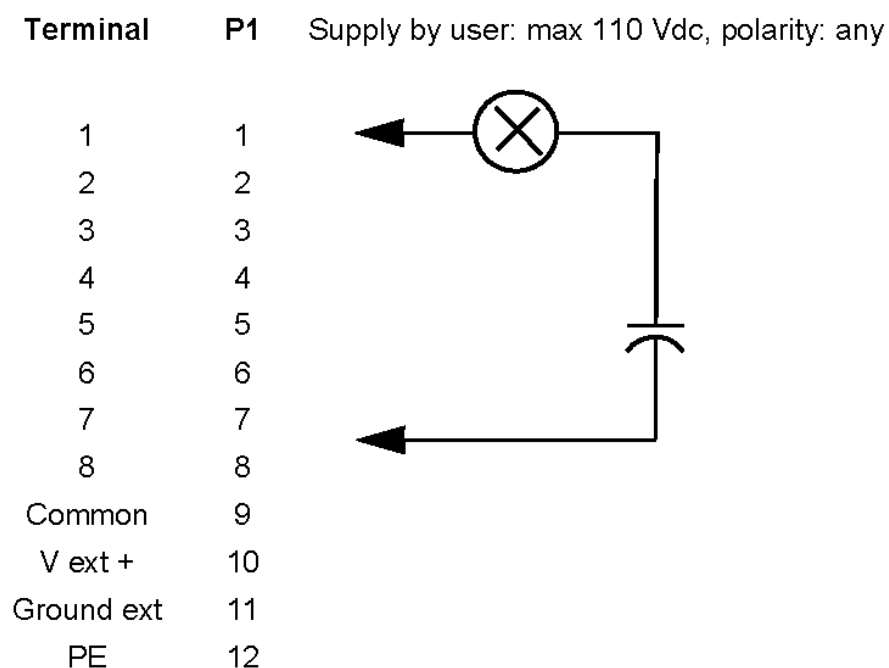 Terminal P1 Supply by user: max 110 Vdc, polarity: any
1 1
2 2
3 3
4 4
5 5
6 6
7 7
8 8
Common 9
V ext + 10
Ground ext 11
PE 12